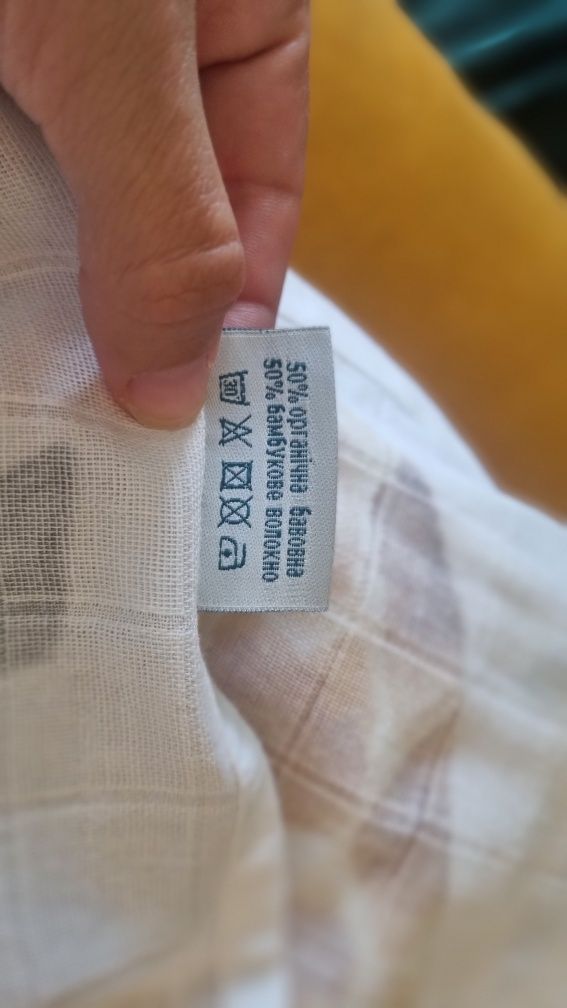 50% органічна бавовна
50% бамбукове волокно
30